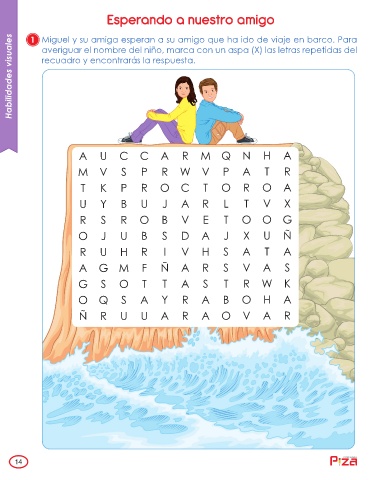 Esperando a nuestro amigo
Habilidades visuales
1 Miguel y su amiga esperan a su amigo que ha ido de viaje en barco. Para
averiguar el nombre del niño, marca con un aspa (X) las letras repetidas del
recuadro y encontrarás la respuesta.
A U C C A R M Q N H A
M V S P R W V P A T R
T K P R O C T O R O A
U Y B U J A R L T V X
R S R O B V E T O O G
O J U B S D A J X U Ñ
R U H R I V H S A T A
A G M F Ñ A R S V A S
G S O T T A S T R W K
O Q S A Y R A B O H A
Ñ R U U A R A O V A R
14
Piza